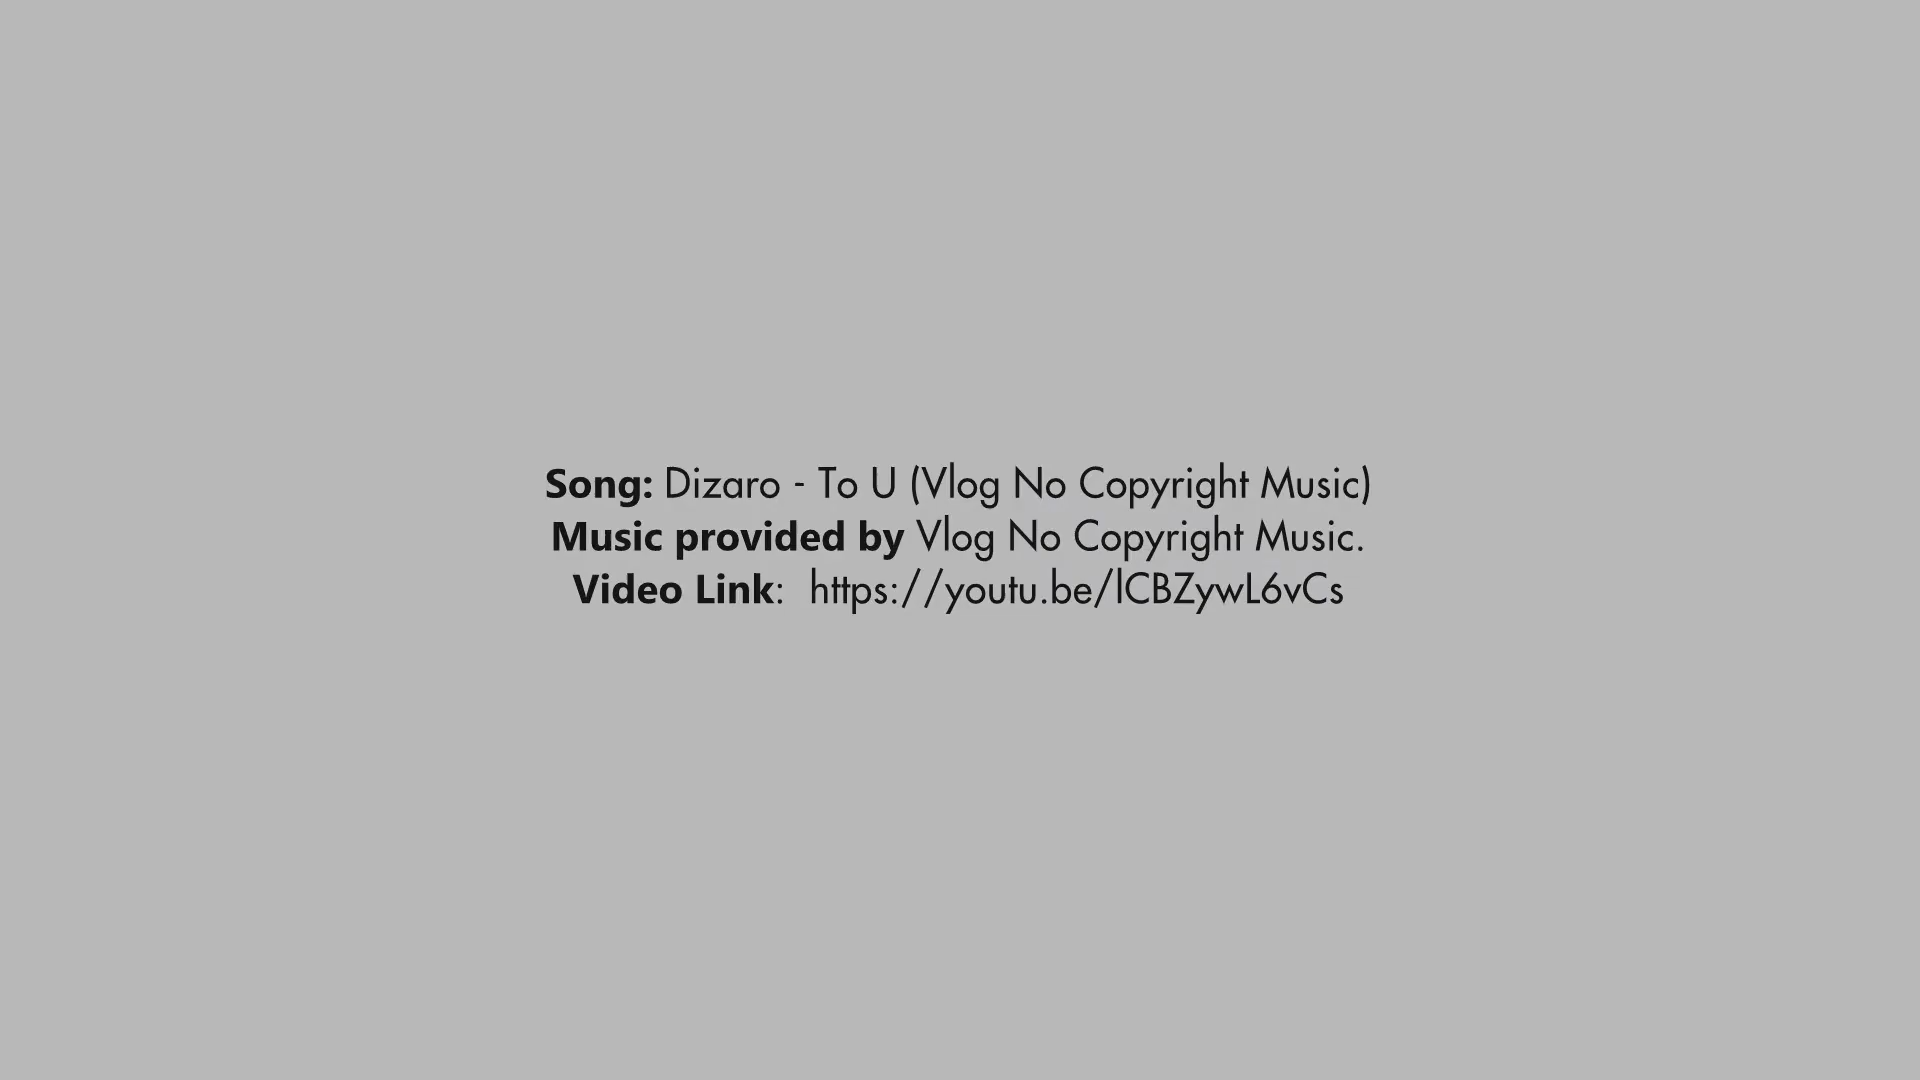 Song: Dizaro - To U (Vlog No Copyright Music)
Music provided by Vlog No Copyright Music.
Video Link:  https://youtu.be/lCBZywL6vCs